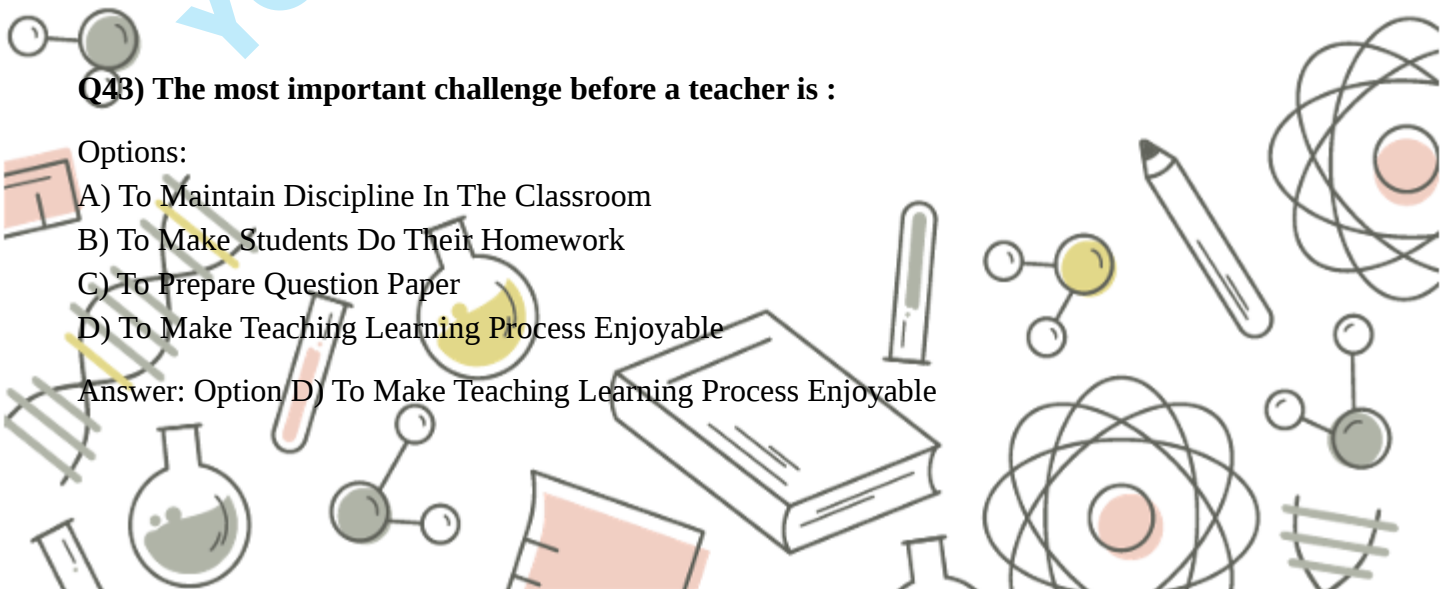 Q43) The most important challenge before a teacher is :
Options:
A) To Maintain Discipline In The Classroom
B) To Make Students Do Their Homework
C) To Prepare Question Paper
D) To Make Teaching Learning Process Enjoyable
Answer: Option D) To Make Teaching Learning Process Enjoyable